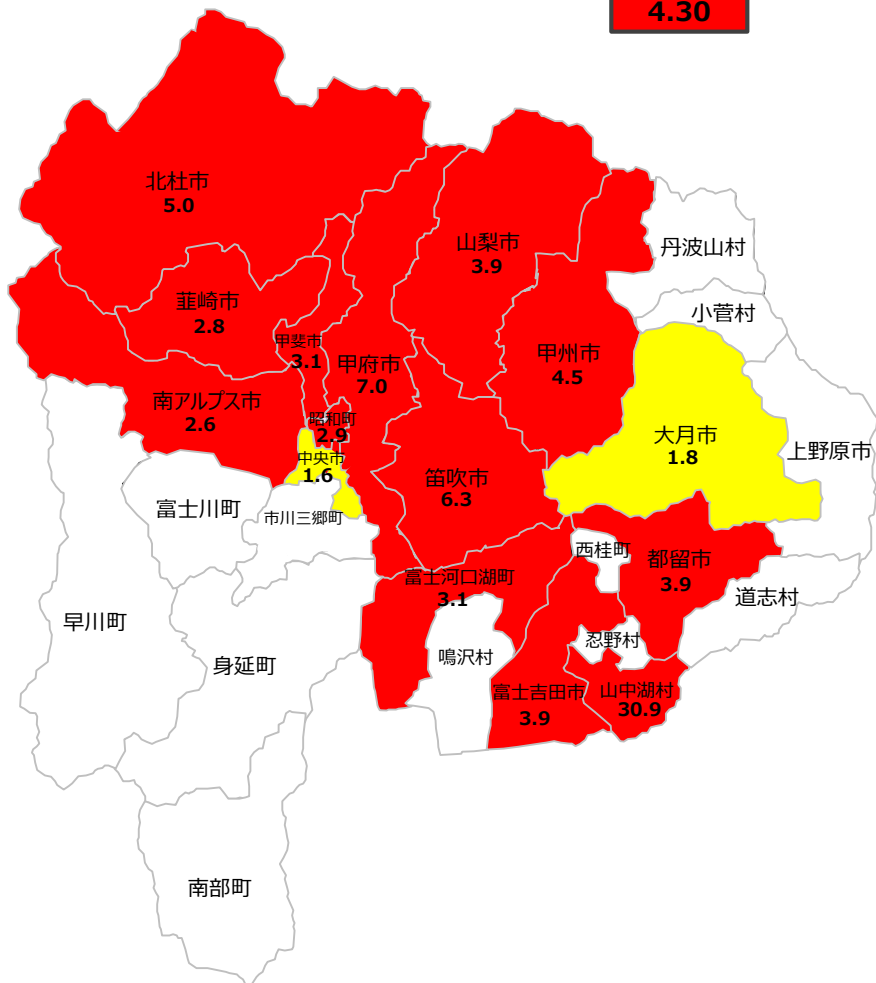 4.30
北杜市
5.0
山梨市
3.9
丹波山村
韮崎市
2.8
小菅村
甲斐市
3.1
甲府市
7.0
甲州市
4.5
南アルプス市
2.6
昭和町
2.9
大月市
1.8
上野原市
中央市
1.6
笛吹市
6.3
富士川町
市川三郷町
西桂町
都留市
3.9
富士河口湖町
3.1
道志村
早川町
忍野村
身延町
鳴沢村
富士吉田市
3.9
山中湖村
30.9
南部町